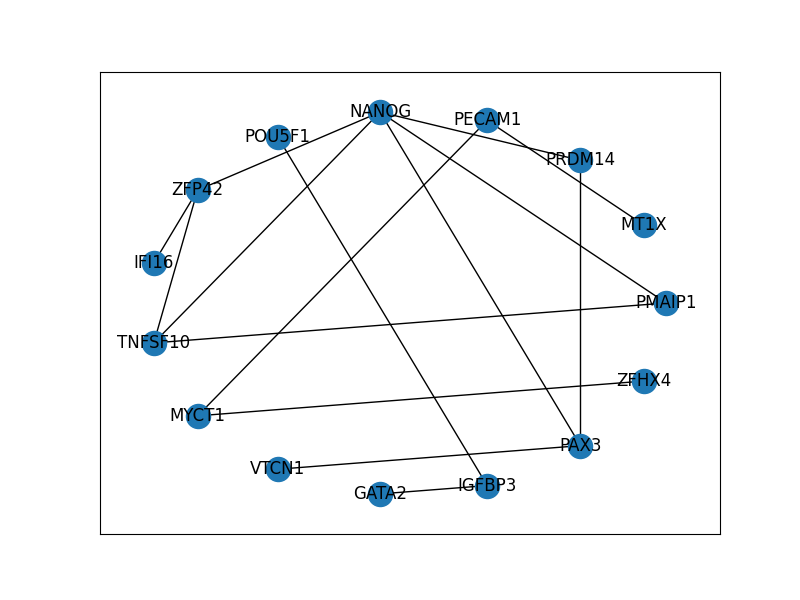 NANOG
PECAM1
POU5F1
PRDM14
ZFP42
MT1X
IFI16
PMAIP1
TNFSF10
ZFHX4
MYCT1
PAX3
VTCN1
IGFBP3
GATA2